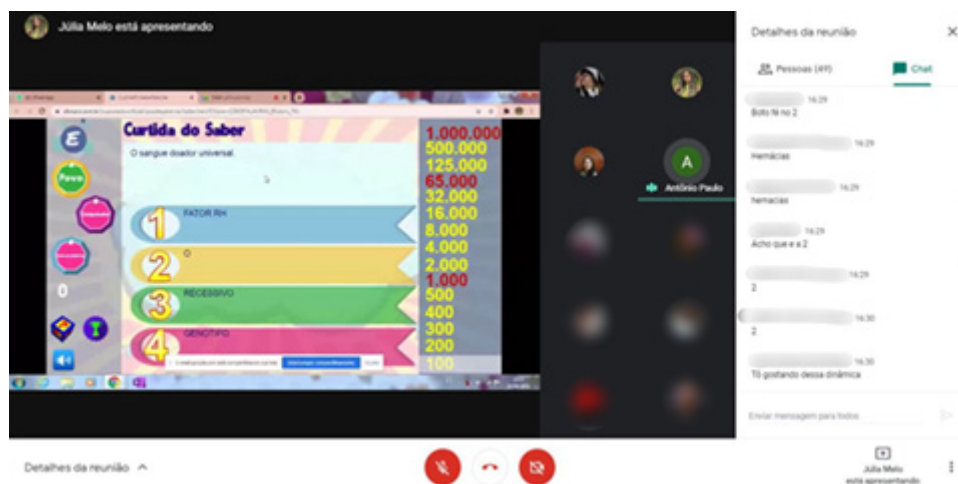 Júlia Melo está apresentando
Curtida do Saber
O sangue doador universal.
1 FATOR RH
2 O
3 RECESSIVO
4 GENÓTIPO
E
Pova
0
1.000.000
500.000
125.000
65.000
32.000
16.000
8.000
4.000
2.000
1.000
500
400
300
200
100
A
Antônio Paulo
Detalhes da reunião
Pessoas (49)
Chat
16:29
Boto fé no 2
16:29
Hemácias
16:29
hemacias
16:29
Acho que e a 2
16:29
2
16:30
2
16:30
Tô gostando dessa dinâmica
Enviar mensagem para todos
Detalhes da reunião
Júlia Melo
está apresentando